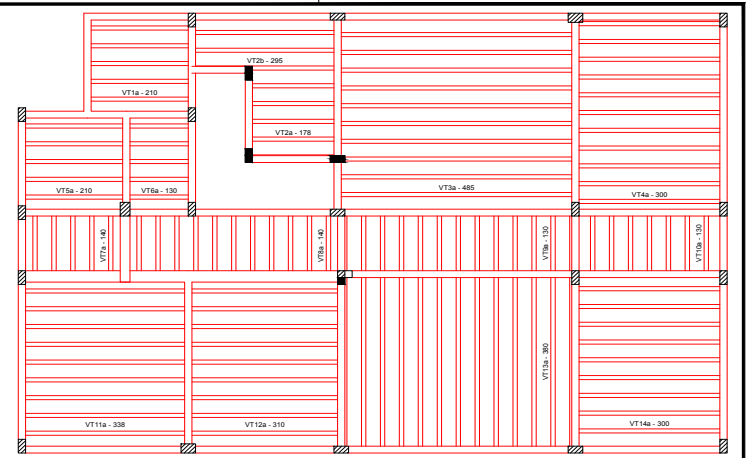 VT2b - 295
VT1a - 210
VT2a - 178
VT5a - 210
VT6a - 130
VT3a - 485
VT4a - 300
VT7a - 140
VT8a - 140
VT9a - 130
VT10a - 130
VT13a - 380
VT11a - 338
VT12a - 310
VT14a - 300